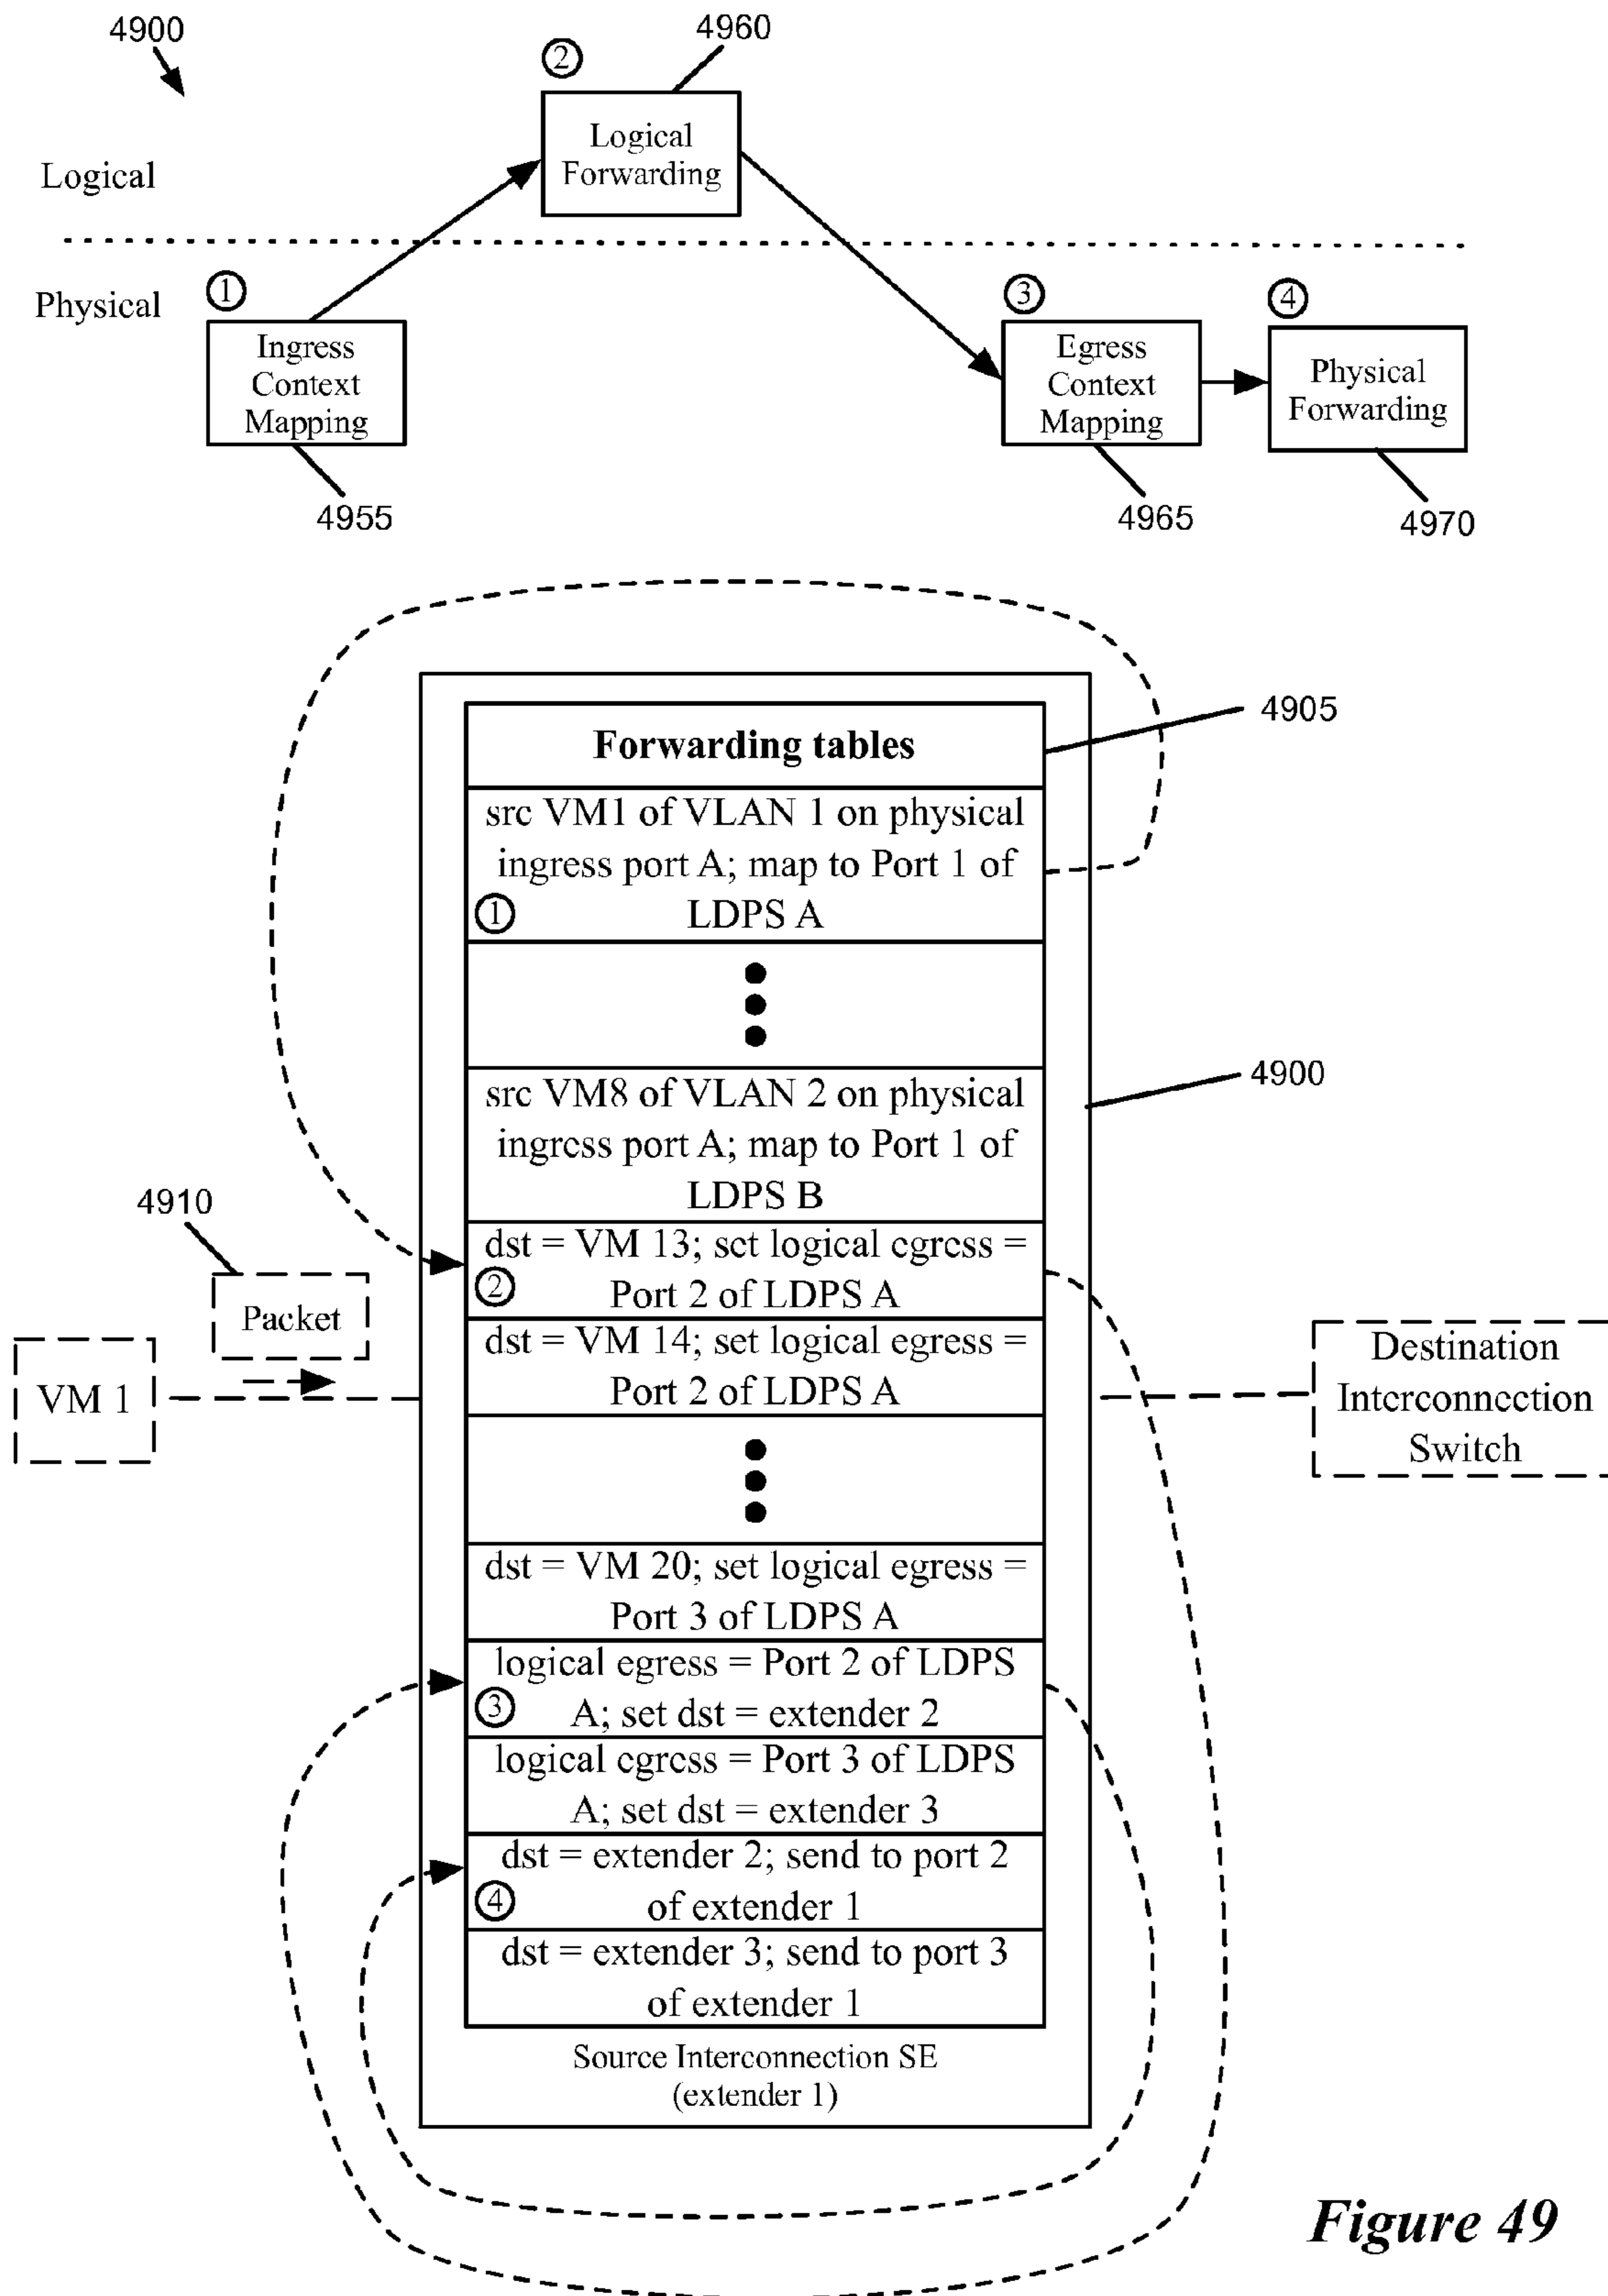 4900
4960
②
Logical
Forwarding
Logical
Physical
①
Ingress
Context
Mapping
③
Egress
Context
Mapping
④
Physical
Forwarding
4955
4965
4970
4905
Forwarding tables
src VM1 of VLAN 1 on physical
ingress port A; map to Port 1 of
① LDPS A
4900
src VM8 of VLAN 2 on physical
ingress port A; map to Port 1 of
LDPS B
4910
Packet
VM 1
dst = VM 13; set logical egress =
② Port 2 of LDPS A
dst = VM 14; set logical egress =
Port 2 of LDPS A
Destination
Interconnection
Switch
dst = VM 20; set logical egress =
Port 3 of LDPS A
logical egress = Port 2 of LDPS
③ A; set dst = extender 2
logical egress = Port 3 of LDPS
A; set dst = extender 3
dst = extender 2; send to port 2
④ of extender 1
dst = extender 3; send to port 3
of extender 1
Source Interconnection SE
(extender 1)
Figure 49